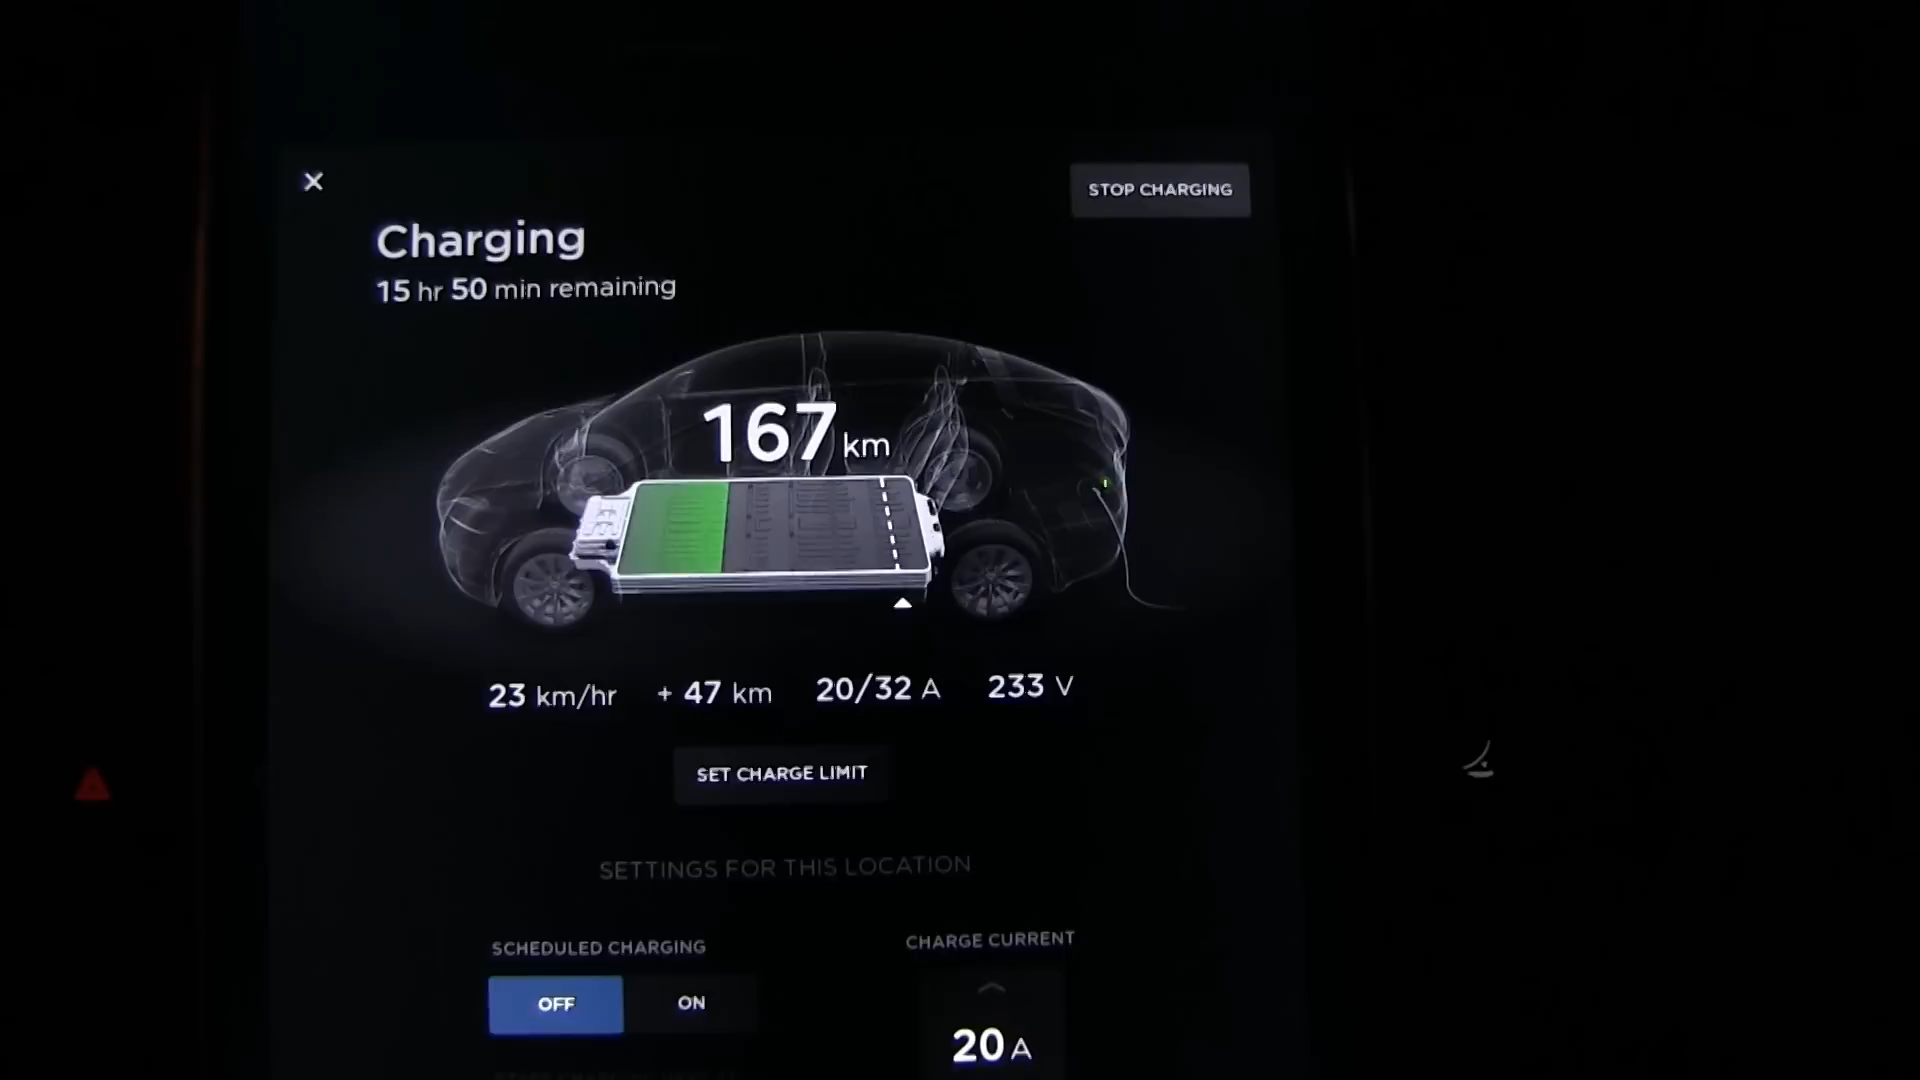 STOP CHARGING
Charging
15 hr 50 min remaining
167 km
23 km/hr + 47 km 20/32 A 233 V
SET CHARGE LIMIT
SETTINGS FOR THIS LOCATION
SCHEDULED CHARGING
CHARGE CURRENT
OFF ON
20 A